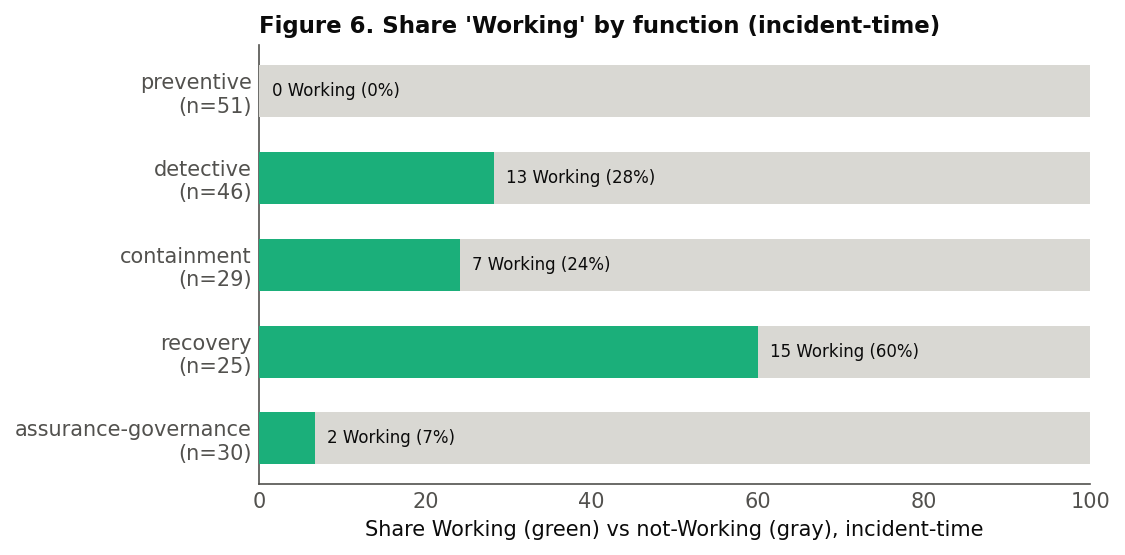 Figure 6. Share 'Working' by function (incident-time)
preventive
(n=51)
0 Working (0%)
detective
(n=46)
13 Working (28%)
containment
(n=29)
7 Working (24%)
recovery
(n=25)
15 Working (60%)
assurance-governance
(n=30)
2 Working (7%)
0 20 40 60 80 100
Share Working (green) vs not-Working (gray), incident-time